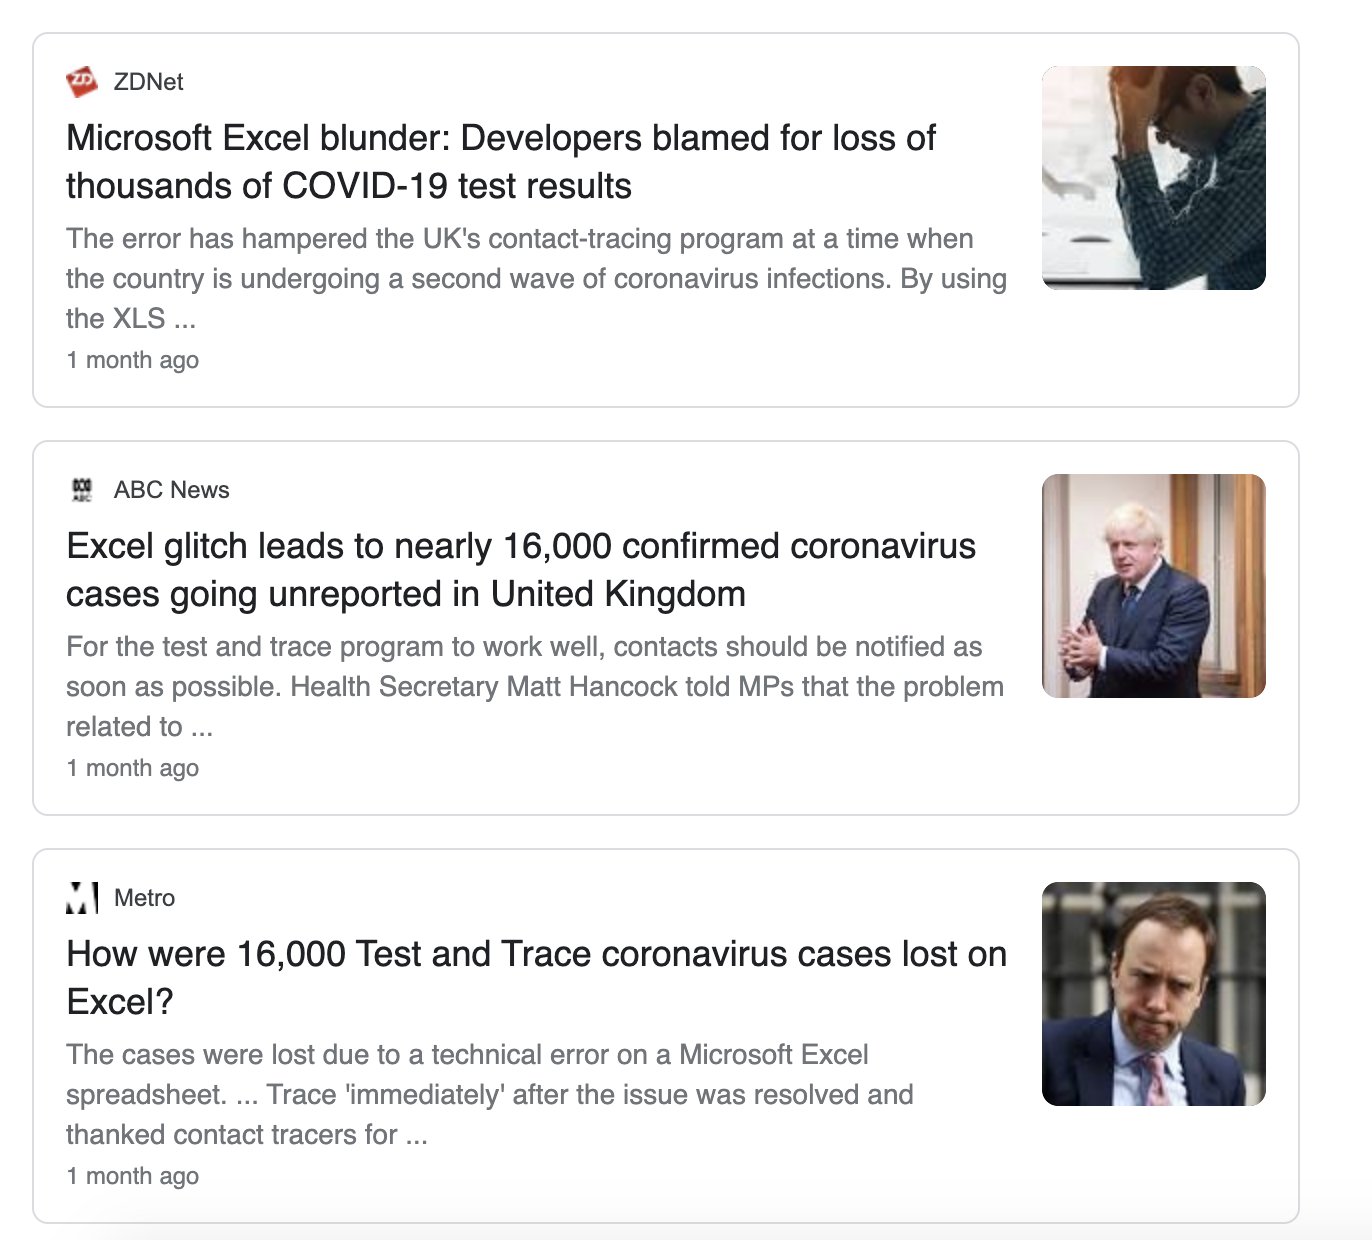 ZD ZDNet
Microsoft Excel blunder: Developers blamed for loss of
thousands of COVID-19 test results
The error has hampered the UK's contact-tracing program at a time when
the country is undergoing a second wave of coronavirus infections. By using
the XLS ...
1 month ago
ABC ABC News
Excel glitch leads to nearly 16,000 confirmed coronavirus
cases going unreported in United Kingdom
For the test and trace program to work well, contacts should be notified as
soon as possible. Health Secretary Matt Hancock told MPs that the problem
related to ...
1 month ago
M Metro
How were 16,000 Test and Trace coronavirus cases lost on
Excel?
The cases were lost due to a technical error on a Microsoft Excel
spreadsheet. ... Trace 'immediately' after the issue was resolved and
thanked contact tracers for ...
1 month ago